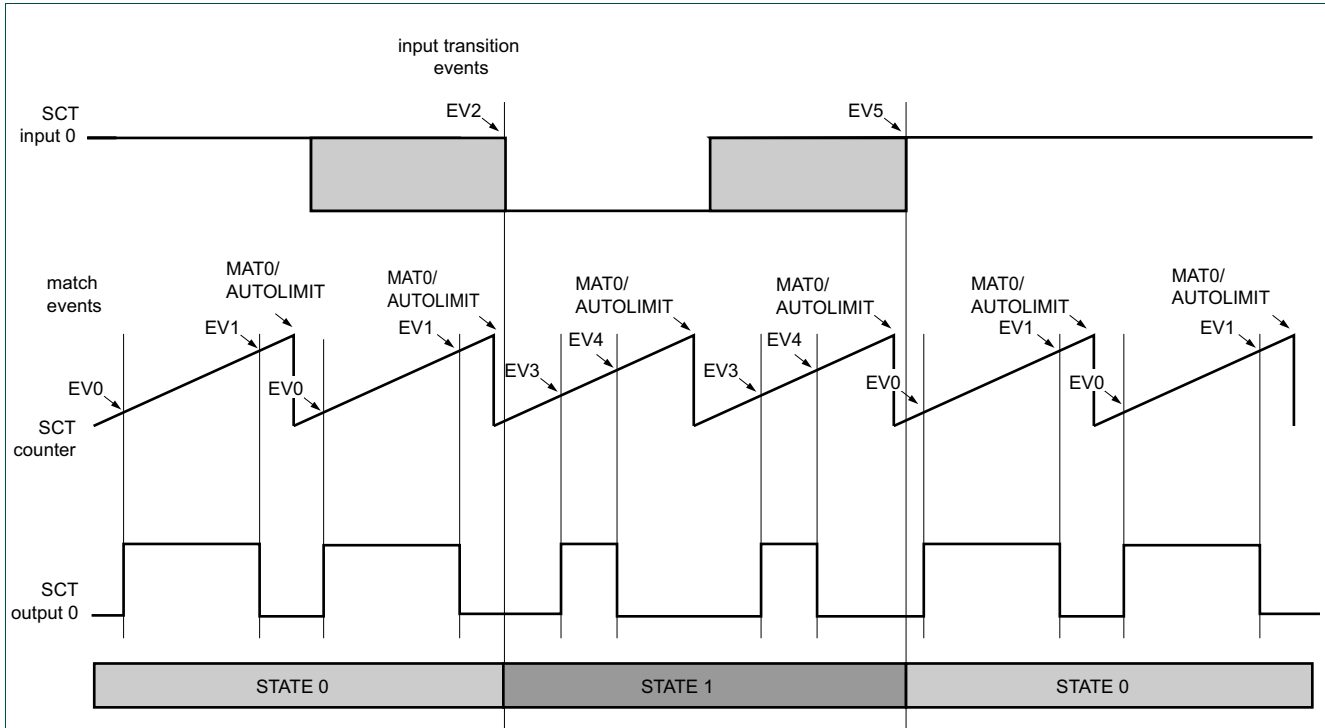 input transition
events
SCT
input 0
EV2
EV5
match
events
MAT0/
AUTOLIMIT
MAT0/
AUTOLIMIT
MAT0/
AUTOLIMIT
MAT0/
AUTOLIMIT
MAT0/
AUTOLIMIT
MAT0/
AUTOLIMIT
EV0
EV1
EV0
EV1
EV3
EV4
EV3
EV4
EV0
EV1
EV0
EV1
SCT
counter
SCT
output 0
STATE 0
STATE 1
STATE 0